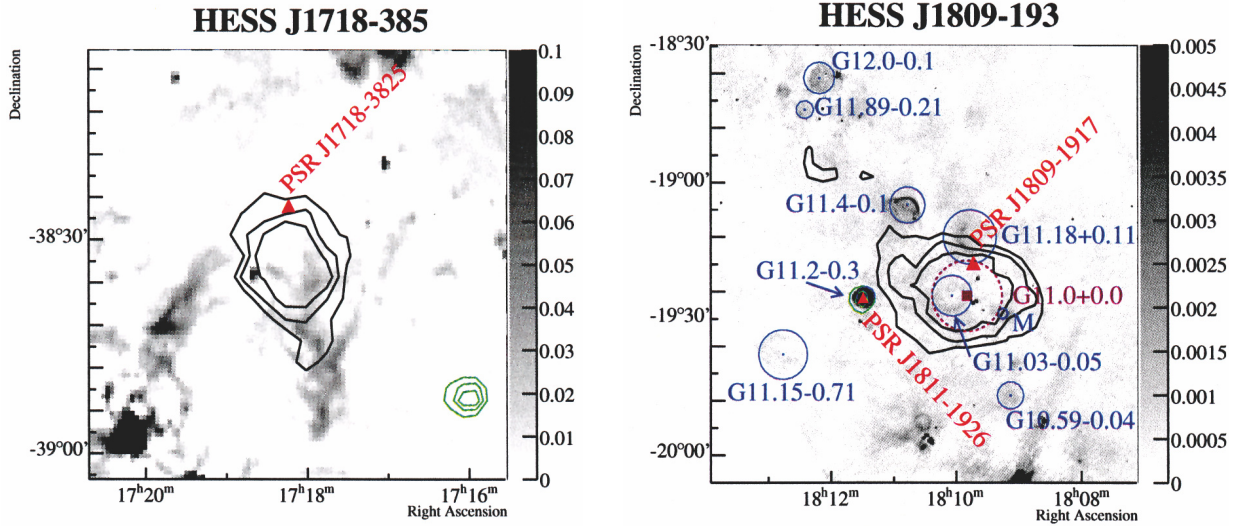 HESS J1718-385
Declination
PSR J1718-3825
-38°30'
-39°00'
17ʰ20ᵐ
17ʰ18ᵐ
17ʰ16ᵐ
Right Ascension
0.1
0.09
0.08
0.07
0.06
0.05
0.04
0.03
0.02
0.01
0
HESS J1809-193
Declination
-18°30'
-19°00'
-19°30'
-20°00'
G12.0-0.1
G11.89-0.21
PSR J1809-1917
G11.4-0.1
G11.18+0.11
G11.2-0.3
G11.0+0.0
M
PSR J1811-1926
G11.03-0.05
G11.15-0.71
G10.59-0.04
18ʰ12ᵐ
18ʰ10ᵐ
18ʰ08ᵐ
Right Ascension
0.005
0.0045
0.004
0.0035
0.003
0.0025
0.002
0.0015
0.001
0.0005
0